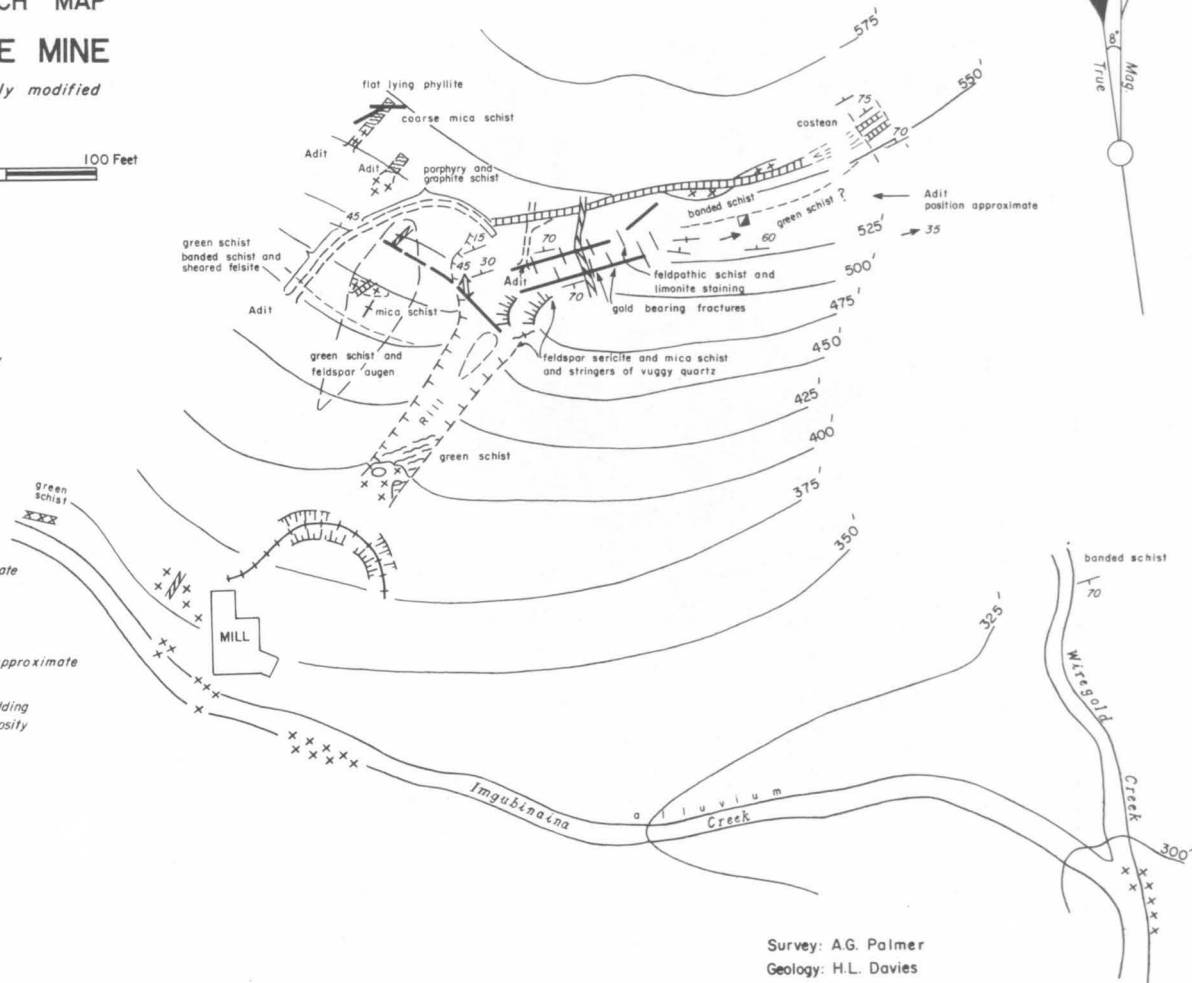 CH MAP
E MINE
ly modified
100 Feet
575'
8°
True
Mag.
550'
flat lying phyllite
coarse mica schist
75
costean
70
Adit
Adit
porphyry and
graphite schist
banded schist
green schist ?
Adit
position approximate
45
15
70
60
525'
35
green schist
banded schist and
sheared felsite
45
30
Adit
feldpathic schist and
limonite staining
500'
70
Adit
mica schist
gold bearing fractures
475'
450'
green schist and
feldspar augen
feldspar sericite and mica schist
and stringers of vuggy quartz
425'
Rill
400'
green schist
375'
green
schist
350'
ate
banded schist
70
325'
MILL
approximate
Wiregold
Creek
lding
osity
Imgubinaina
Creek
alluvium
300'
Survey: A.G. Palmer
Geology: H.L. Davies